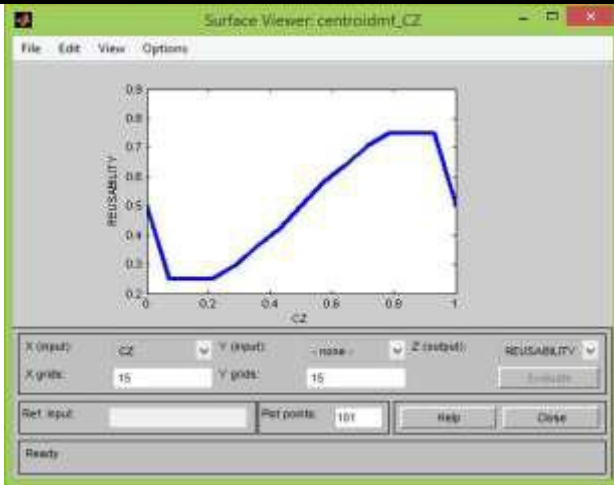 Surface Viewer: centroidmf_CZ
File Edit View Options
0.9
0.8
0.7
0.6
0.5
0.4
0.3
0.2
REUSABILITY
0 0.2 0.4 0.6 0.8 1
CZ
X (input): CZ Y (input): - none - Z (output): REUSABILITY
X grids: 15 Y grids: 15 Evaluate
Ref. Input: Plot points: 101 Help Close
Ready